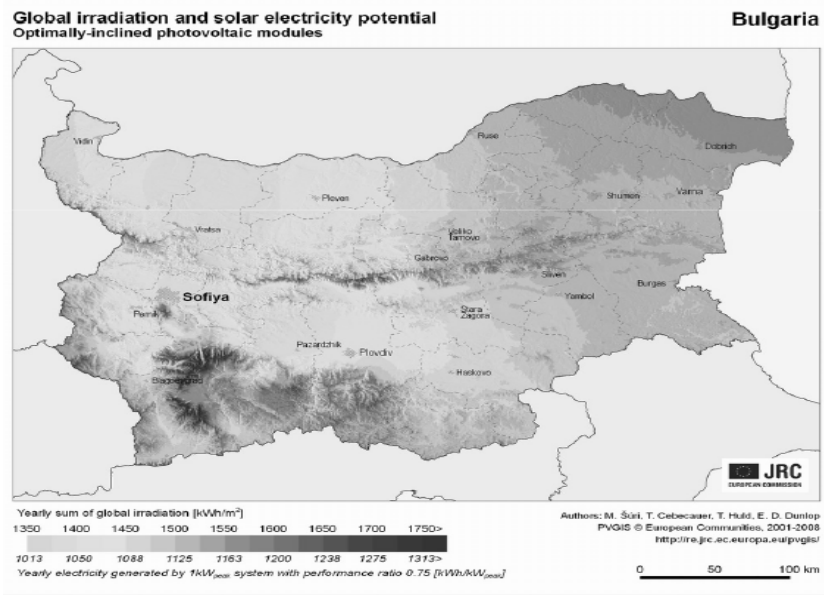 Global irradiation and solar electricity potential
Optimally-inclined photovoltaic modules
Bulgaria
Vidin
Ruse
Dobrich
Pleven
Shumen
Varna
Vratsa
Veliko
Tarnovo
Gabrovo
Sliven
Burgas
Sofiya
Yambol
Pernik
Stara
Zagora
Pazardzhik
Plovdiv
Haskovo
Blagoevgrad
JRC
EUROPEAN COMMISSION
Yearly sum of global irradiation [kWh/m²]
1350 1400 1450 1500 1550 1600 1650 1700 1750>
1013 1050 1088 1125 1163 1200 1238 1275 1313>
Yearly electricity generated by 1kWpeak system with performance ratio 0.75 [kWh/kWpeak]
Authors: M. Šúri, T. Cebecauer, T. Huld, E. D. Dunlop
PVGIS © European Communities, 2001-2008
http://re.jrc.ec.europa.eu/pvgis/
0 50 100 km